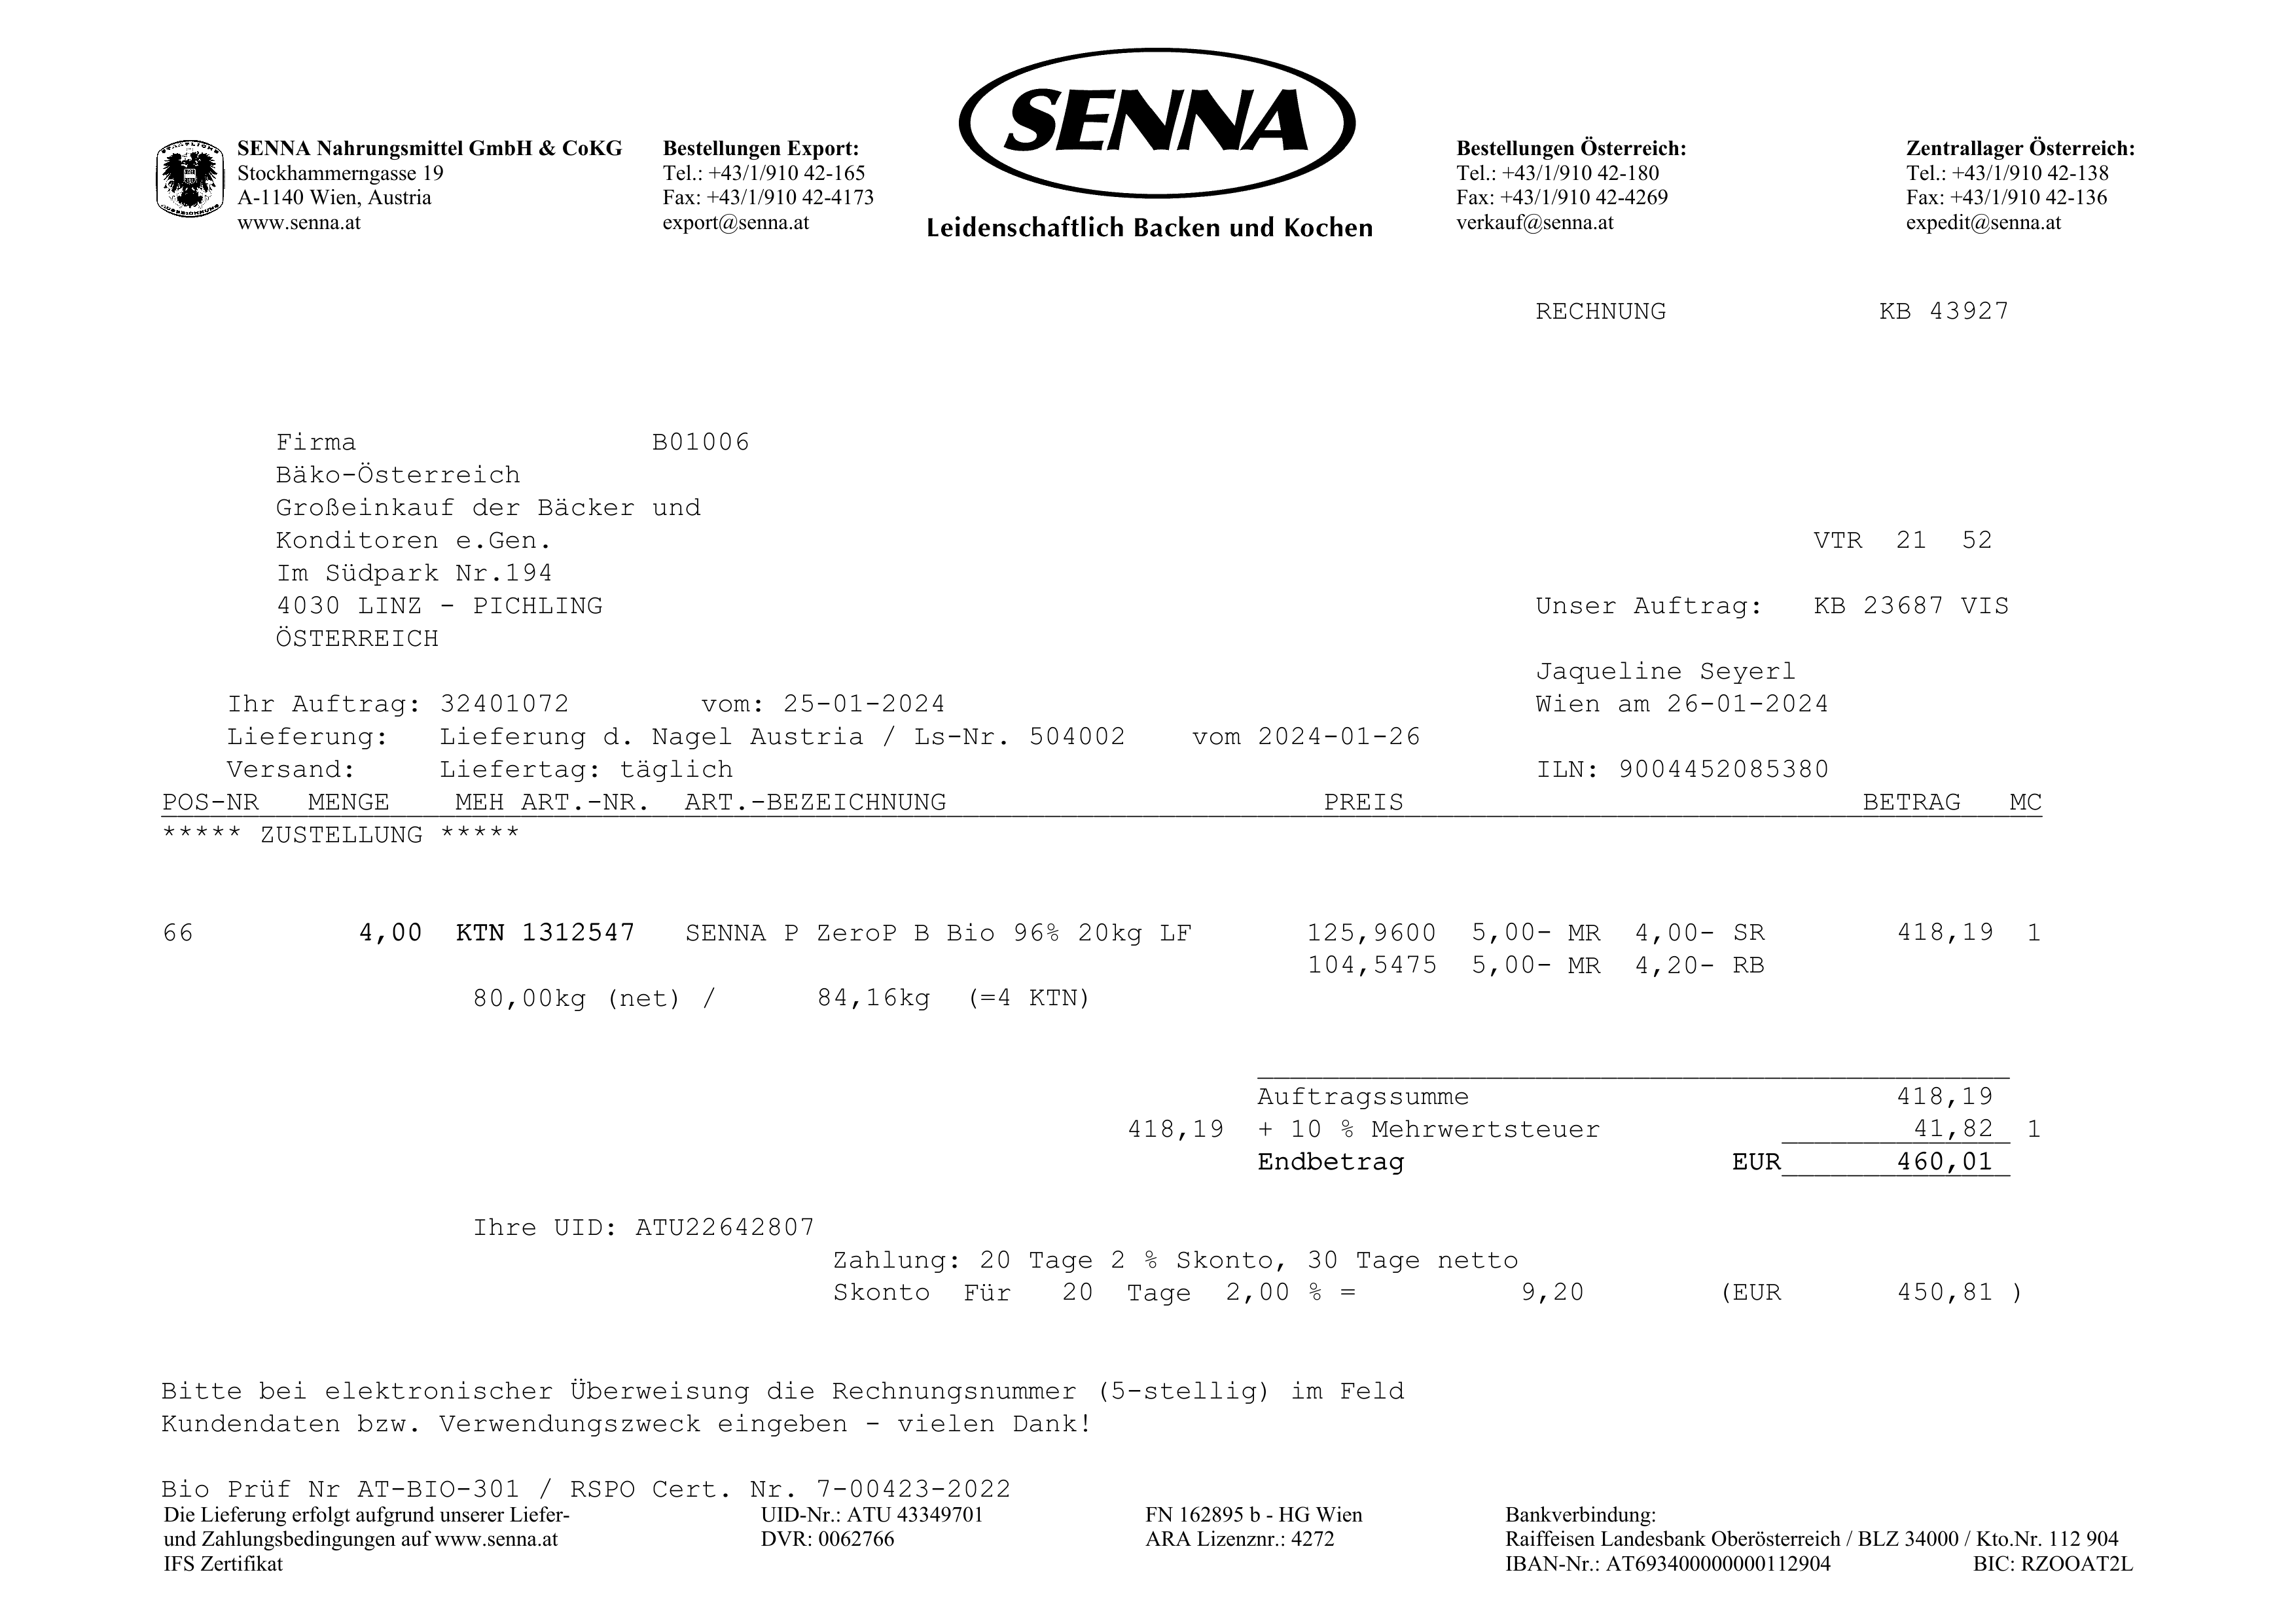 SENNA
Leidenschaftlich Backen und Kochen
SENNA Nahrungsmittel GmbH & CoKG
Stockhammerngasse 19
A-1140 Wien, Austria
www.senna.at
Bestellungen Export:
Tel.: +43/1/910 42-165
Fax: +43/1/910 42-4173
export@senna.at
Bestellungen Österreich:
Tel.: +43/1/910 42-180
Fax: +43/1/910 42-4269
verkauf@senna.at
Zentrallager Österreich:
Tel.: +43/1/910 42-138
Fax: +43/1/910 42-136
expedit@senna.at
RECHNUNG KB 43927
Firma B01006
Bäko-Österreich
Großeinkauf der Bäcker und
Konditoren e.Gen. VTR 21 52
Im Südpark Nr.194
4030 LINZ - PICHLING Unser Auftrag: KB 23687 VIS
ÖSTERREICH
Jaqueline Seyerl
Ihr Auftrag: 32401072 vom: 25-01-2024 Wien am 26-01-2024
Lieferung: Lieferung d. Nagel Austria / Ls-Nr. 504002 vom 2024-01-26
Versand: Liefertag: täglich ILN: 9004452085380
POS-NR MENGE MEH ART.-NR. ART.-BEZEICHNUNG PREIS BETRAG MC
***** ZUSTELLUNG *****
66 4,00 KTN 1312547 SENNA P ZeroP B Bio 96% 20kg LF 125,9600 5,00- MR 4,00- SR 418,19 1
104,5475 5,00- MR 4,20- RB
80,00kg (net) / 84,16kg (=4 KTN)
Auftragssumme 418,19
418,19 + 10 % Mehrwertsteuer 41,82 1
Endbetrag EUR 460,01
Ihre UID: ATU22642807
Zahlung: 20 Tage 2 % Skonto, 30 Tage netto
Skonto Für 20 Tage 2,00 % = 9,20 (EUR 450,81 )
Bitte bei elektronischer Überweisung die Rechnungsnummer (5-stellig) im Feld
Kundendaten bzw. Verwendungszweck eingeben - vielen Dank!
Bio Prüf Nr AT-BIO-301 / RSPO Cert. Nr. 7-00423-2022
Die Lieferung erfolgt aufgrund unserer Liefer-
und Zahlungsbedingungen auf www.senna.at
IFS Zertifikat
UID-Nr.: ATU 43349701
DVR: 0062766
FN 162895 b - HG Wien
ARA Lizenznr.: 4272
Bankverbindung:
Raiffeisen Landesbank Oberösterreich / BLZ 34000 / Kto.Nr. 112 904
IBAN-Nr.: AT693400000000112904 BIC: RZOOAT2L